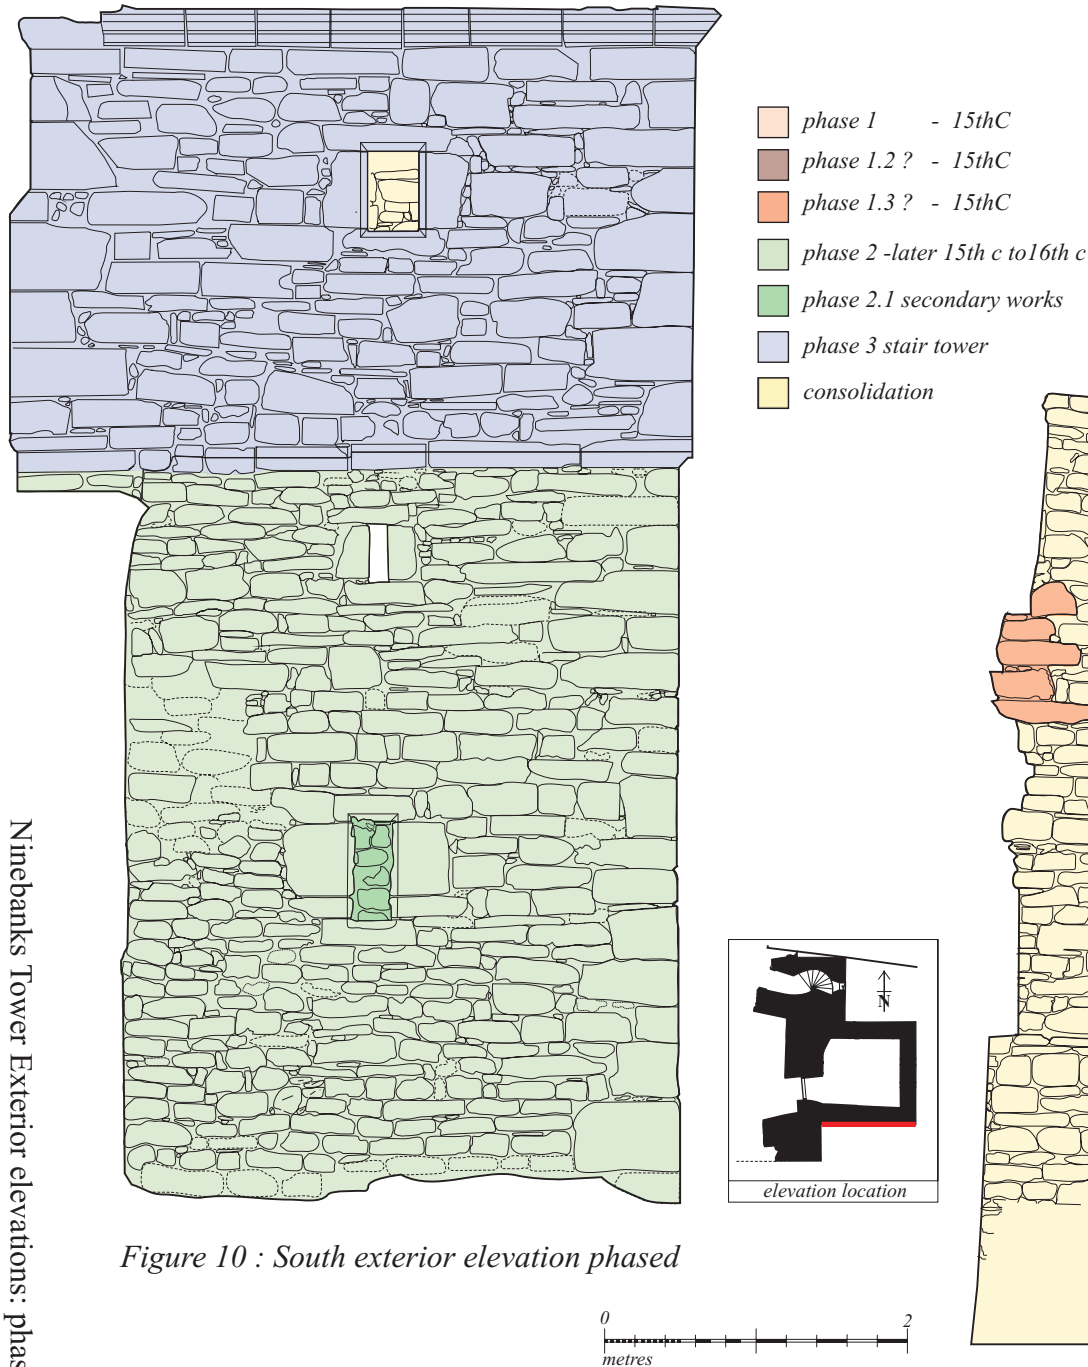 phase 1 - 15thC
phase 1.2 ? - 15thC
phase 1.3 ? - 15thC
phase 2 -later 15th c to16th c
phase 2.1 secondary works
phase 3 stair tower
consolidation
N
elevation location
Figure 10 : South exterior elevation phased
0 2
metres
Ninebanks Tower Exterior elevations: phas